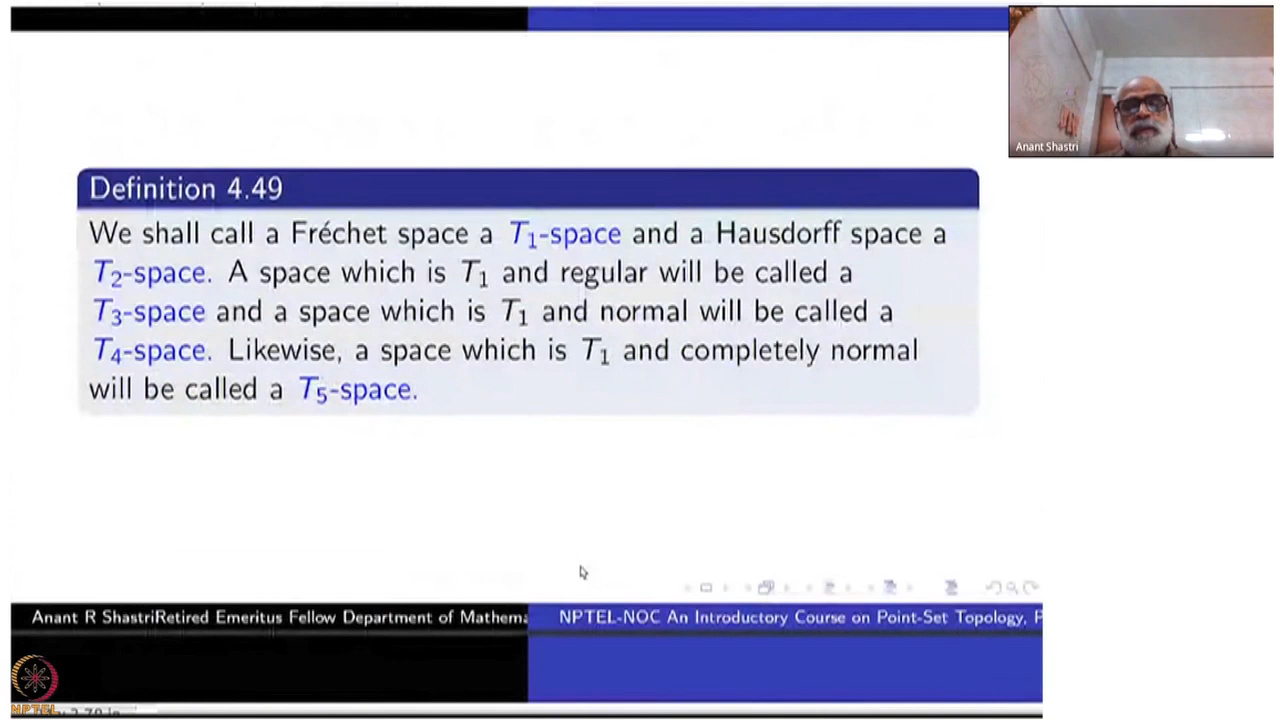 Anant Shastri
Definition 4.49
We shall call a Fréchet space a T₁-space and a Hausdorff space a
T₂-space. A space which is T₁ and regular will be called a
T₃-space and a space which is T₁ and normal will be called a
T₄-space. Likewise, a space which is T₁ and completely normal
will be called a T₅-space.
Anant R ShastriRetired Emeritus Fellow Department of Mathema
NPTEL-NOC An Introductory Course on Point-Set Topology, P
NPTEL